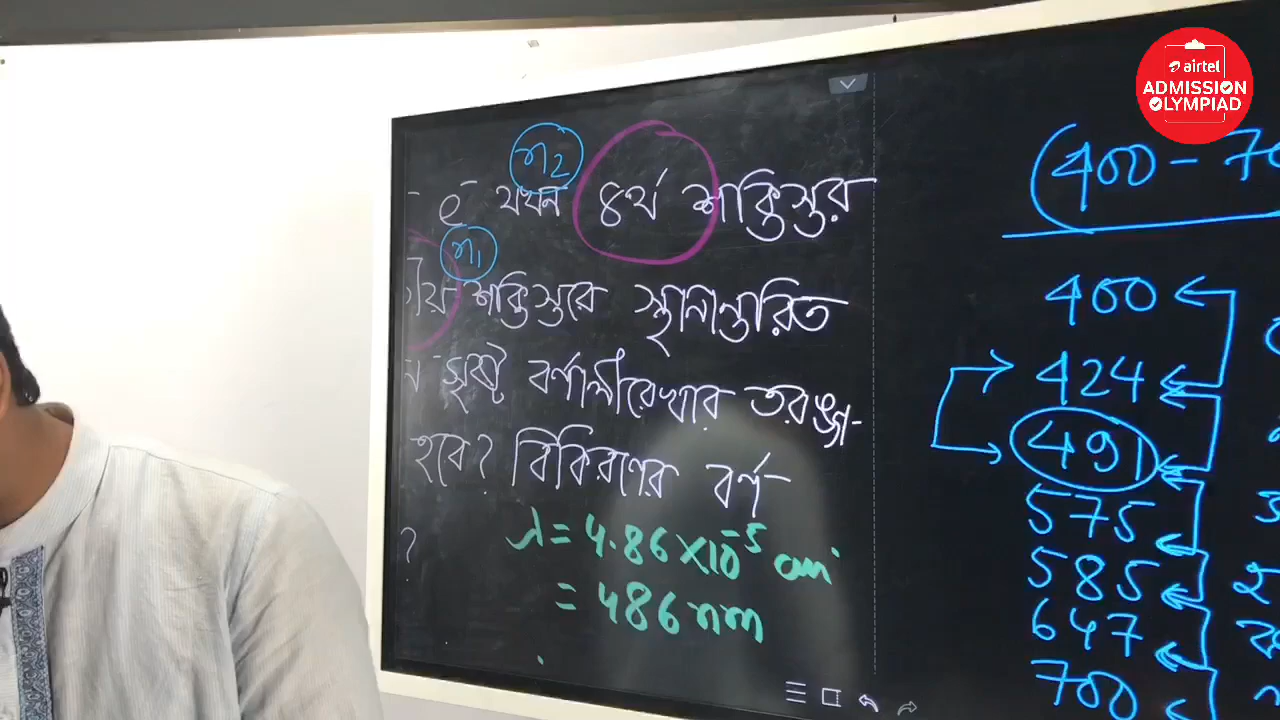 airtel
ADMISSION
OLYMPIAD
n₂
e⁻ যখন ৪র্থ শক্তিস্তর
n₁
শক্তিস্তরে স্থানান্তরিত
সৃষ্ট বর্ণালীরেখার তরঙ্গ-
হবে? বিকিরণের বর্ণ
?
λ = 4.86×10⁻⁵ cm
= 486 nm
(400 - 70
400
424
491
575
585
647
700